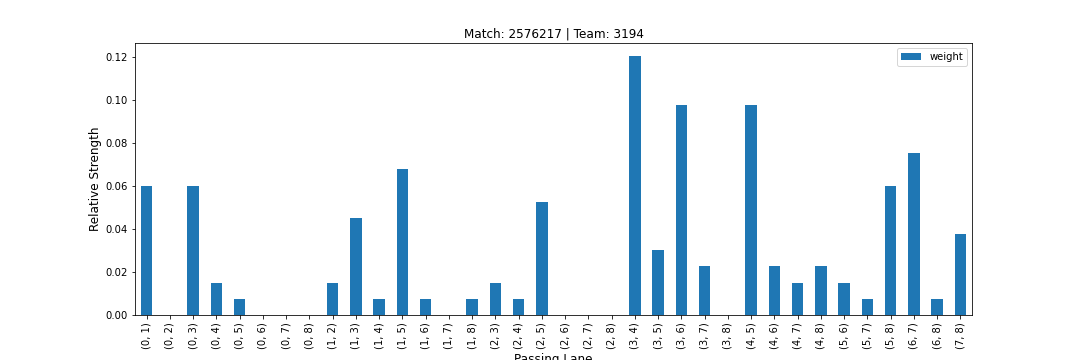 Match: 2576217 | Team: 3194
weight
Relative Strength
0.12
0.10
0.08
0.06
0.04
0.02
0.00
(0, 1) (0, 2) (0, 3) (0, 4) (0, 5) (0, 6) (0, 7) (0, 8) (1, 2) (1, 3) (1, 4) (1, 5) (1, 6) (1, 7) (1, 8) (2, 3) (2, 4) (2, 5) (2, 6) (2, 7) (2, 8) (3, 4) (3, 5) (3, 6) (3, 7) (3, 8) (4, 5) (4, 6) (4, 7) (4, 8) (5, 6) (5, 7) (5, 8) (6, 7) (6, 8) (7, 8)
Passing Lane